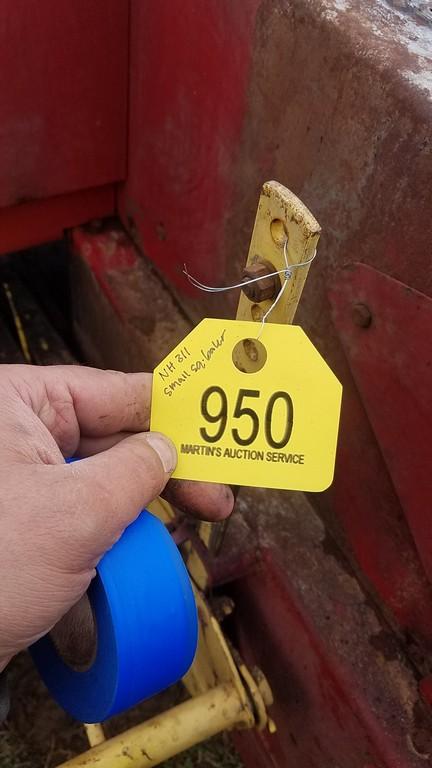 NH 311
small sq. baler
950
MARTIN'S AUCTION SERVICE